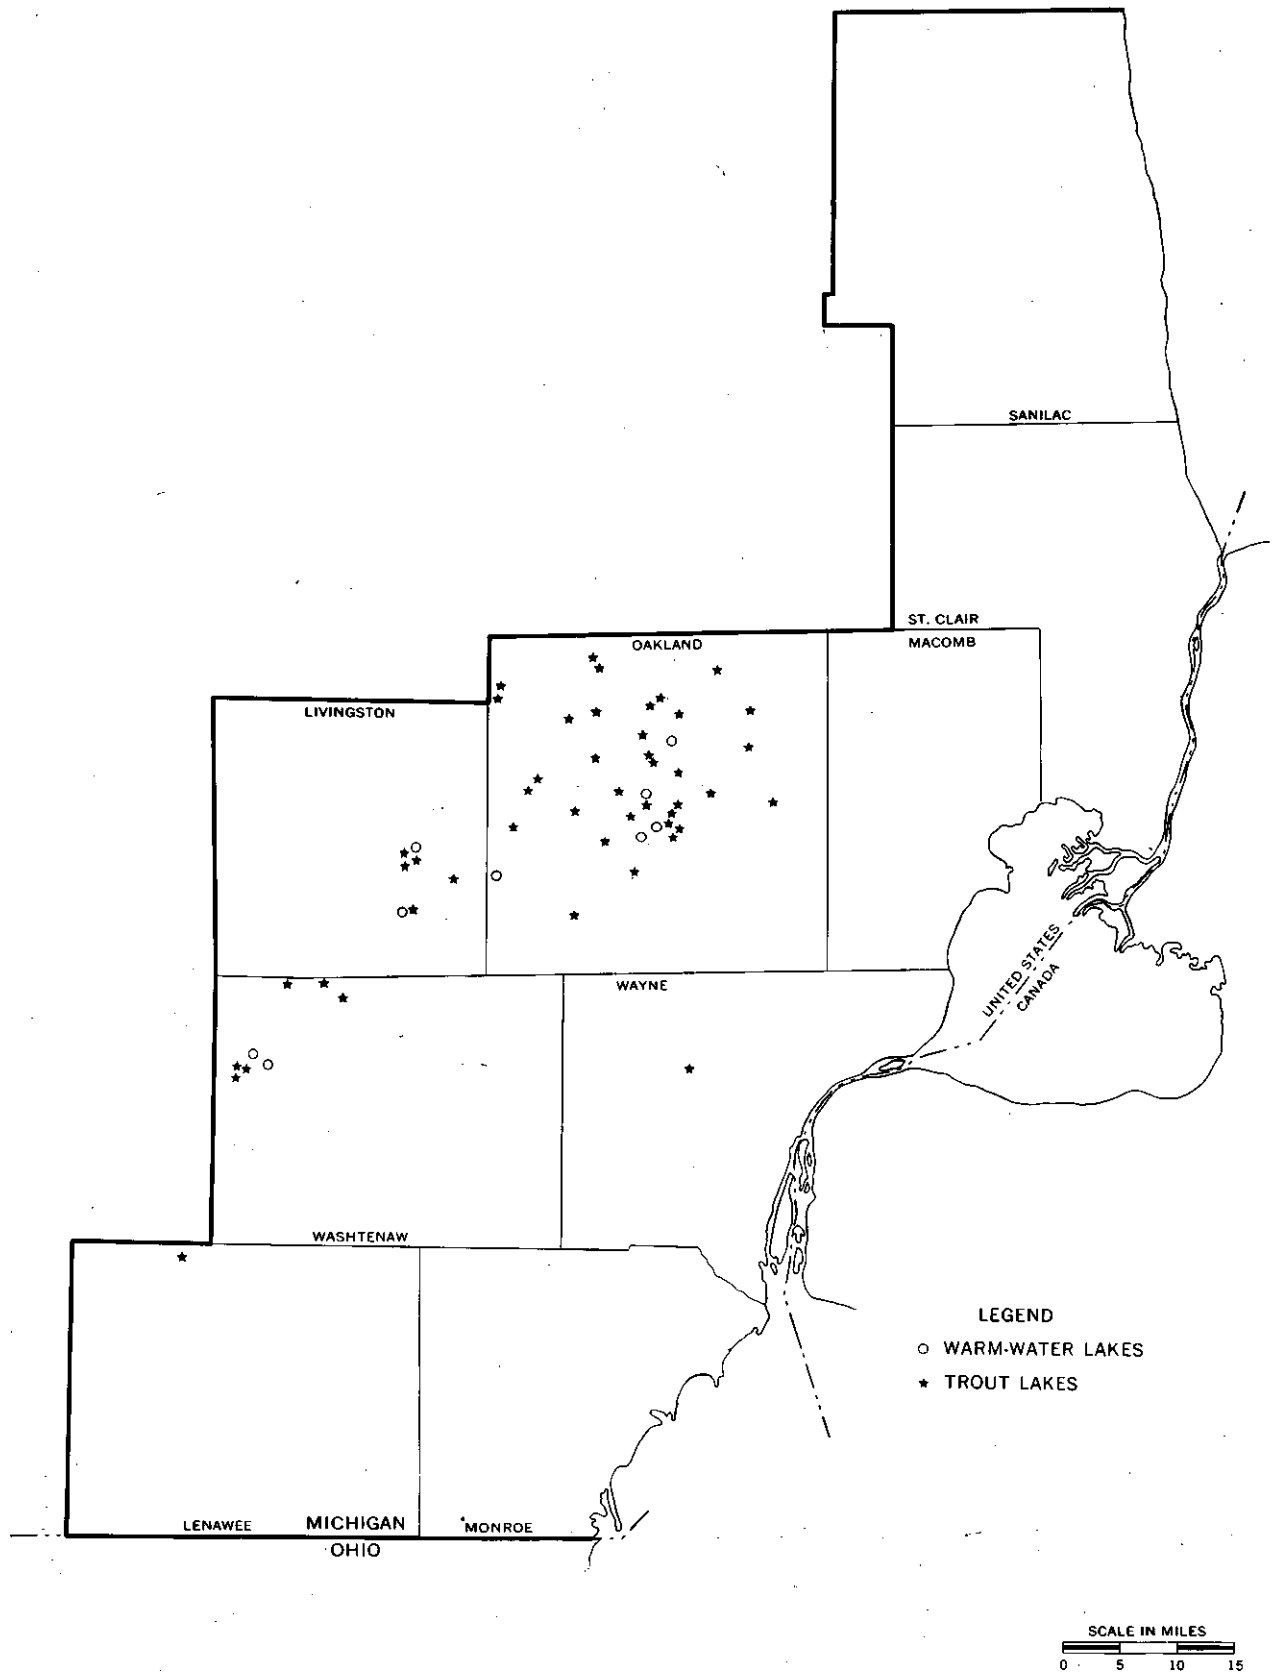 SANILAC
ST. CLAIR
OAKLAND
MACOMB
LIVINGSTON
UNITED STATES
CANADA
WAYNE
WASHTENAW
LEGEND
WARM-WATER LAKES
TROUT LAKES
LENAWEE
MICHIGAN
MONROE
OHIO
SCALE IN MILES
0 5 10 15